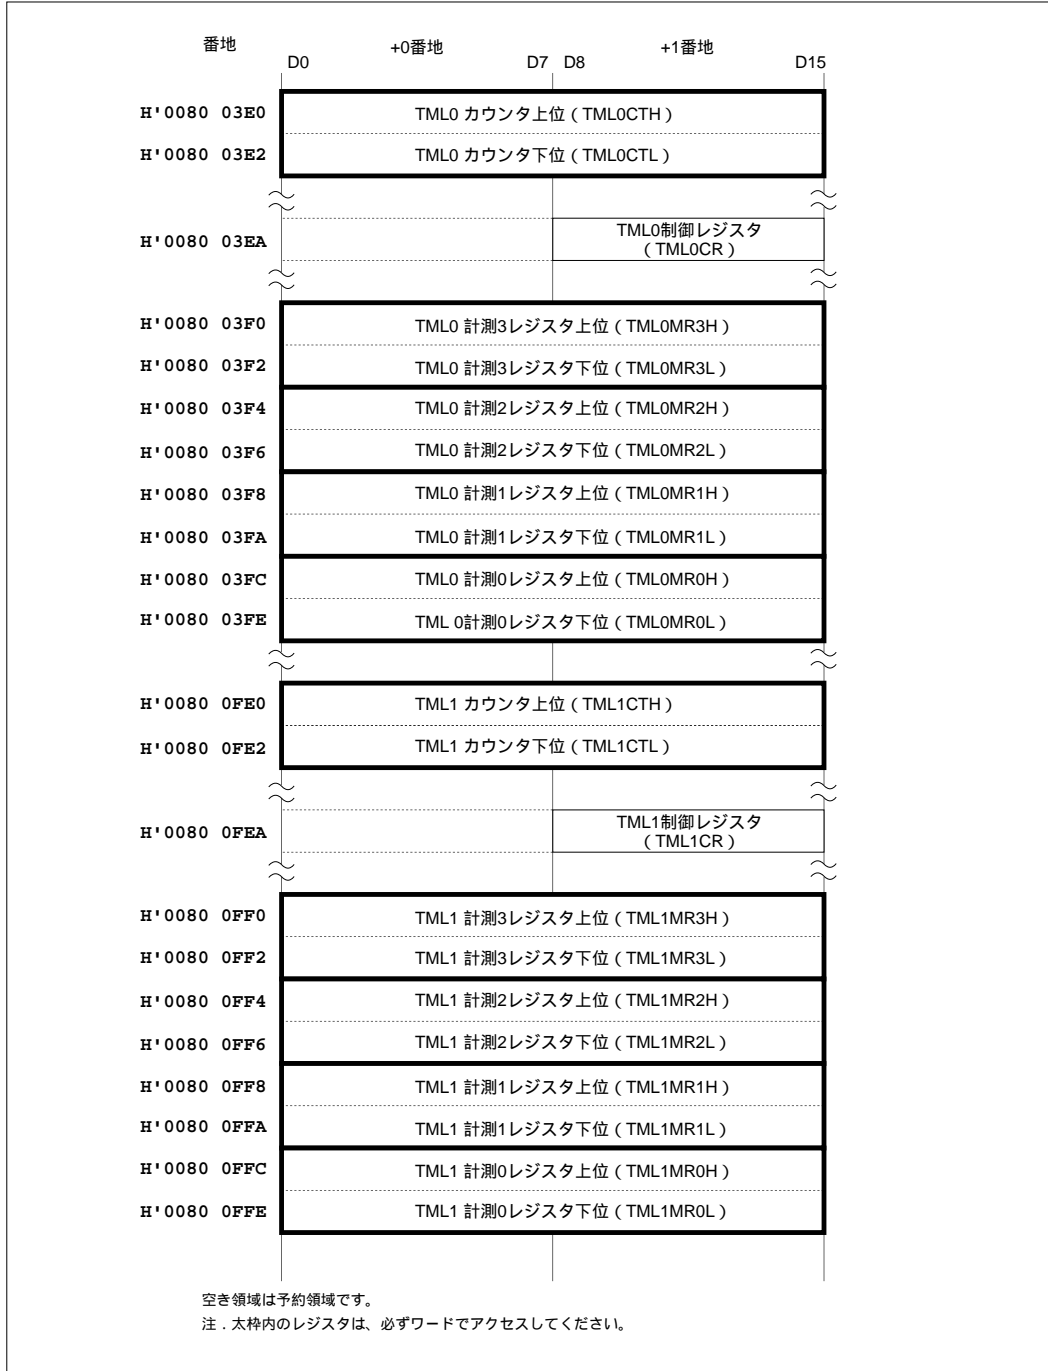 番地 +0番地 +1番地
D0 D7 D8 D15
H'0080 03E0 TML0 カウンタ上位 ( TML0CTH )
H'0080 03E2 TML0 カウンタ下位 ( TML0CTL )
H'0080 03EA TML0制御レジスタ
( TML0CR )
H'0080 03F0 TML0 計測3レジスタ上位 ( TML0MR3H )
H'0080 03F2 TML0 計測3レジスタ下位 ( TML0MR3L )
H'0080 03F4 TML0 計測2レジスタ上位 ( TML0MR2H )
H'0080 03F6 TML0 計測2レジスタ下位 ( TML0MR2L )
H'0080 03F8 TML0 計測1レジスタ上位 ( TML0MR1H )
H'0080 03FA TML0 計測1レジスタ下位 ( TML0MR1L )
H'0080 03FC TML0 計測0レジスタ上位 ( TML0MR0H )
H'0080 03FE TML 0計測0レジスタ下位 ( TML0MR0L )
H'0080 0FE0 TML1 カウンタ上位 ( TML1CTH )
H'0080 0FE2 TML1 カウンタ下位 ( TML1CTL )
H'0080 0FEA TML1制御レジスタ
( TML1CR )
H'0080 0FF0 TML1 計測3レジスタ上位 ( TML1MR3H )
H'0080 0FF2 TML1 計測3レジスタ下位 ( TML1MR3L )
H'0080 0FF4 TML1 計測2レジスタ上位 ( TML1MR2H )
H'0080 0FF6 TML1 計測2レジスタ下位 ( TML1MR2L )
H'0080 0FF8 TML1 計測1レジスタ上位 ( TML1MR1H )
H'0080 0FFA TML1 計測1レジスタ下位 ( TML1MR1L )
H'0080 0FFC TML1 計測0レジスタ上位 ( TML1MR0H )
H'0080 0FFE TML1 計測0レジスタ下位 ( TML1MR0L )
空き領域は予約領域です。
注．太枠内のレジスタは、必ずワードでアクセスしてください。